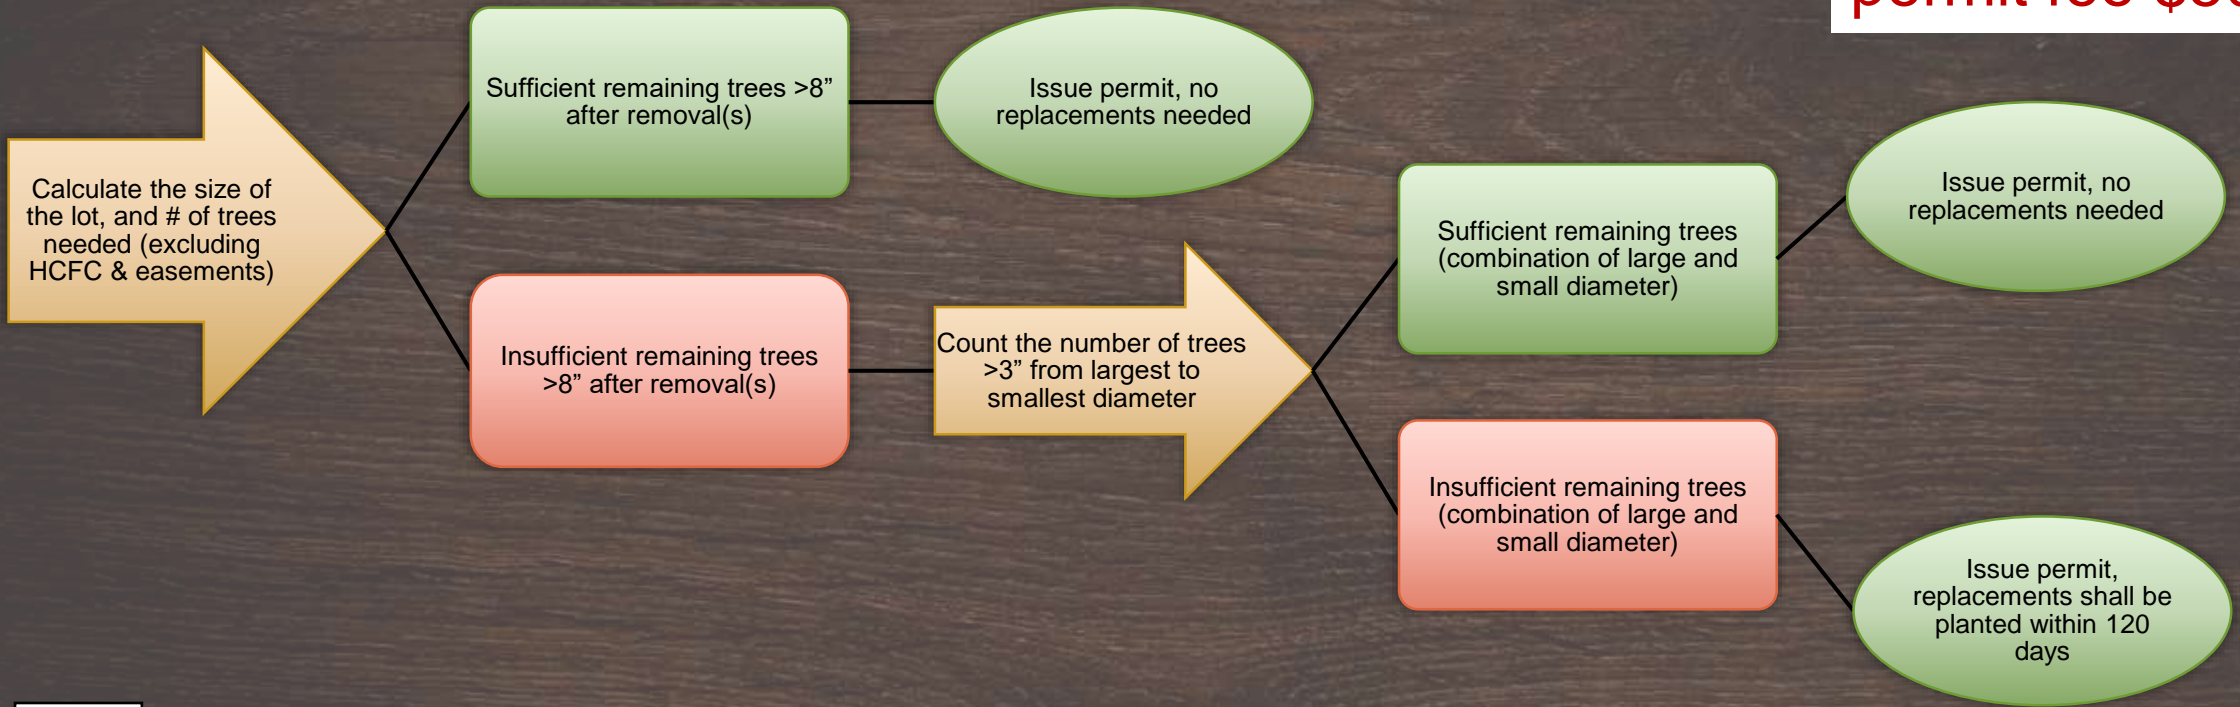 Calculate the size of
the lot, and # of trees
needed (excluding
HCFC & easements)
Sufficient remaining trees >8”
after removal(s)
Issue permit, no
replacements needed
Insufficient remaining trees
>8” after removal(s)
Count the number of trees
>3” from largest to
smallest diameter
Sufficient remaining trees
(combination of large and
small diameter)
Issue permit, no
replacements needed
Insufficient remaining trees
(combination of large and
small diameter)
Issue permit,
replacements shall be
planted within 120
days